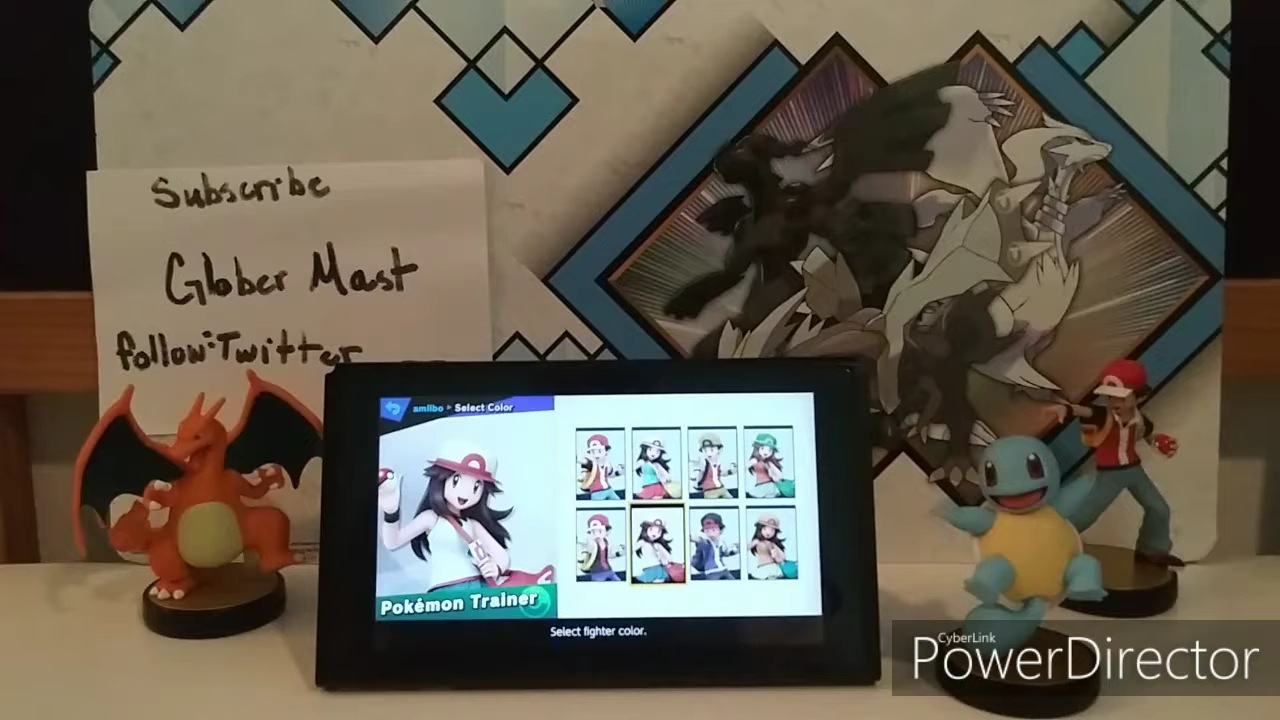 Subscribe
Glober Mast
follow:Twitter
amiibo ▸ Select Color
Pokémon Trainer
Select fighter color.
CyberLink
PowerDirector